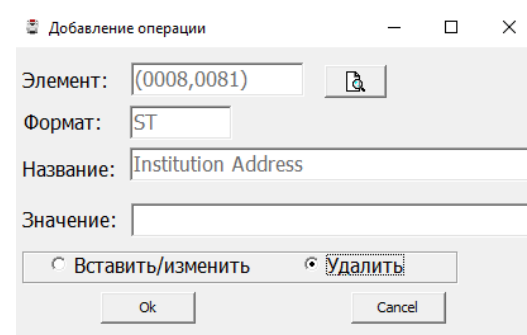 Добавление операции
Элемент: (0008,0081)
Формат: ST
Название: Institution Address
Значение:
Вставить/изменить Удалить
Ok Cancel